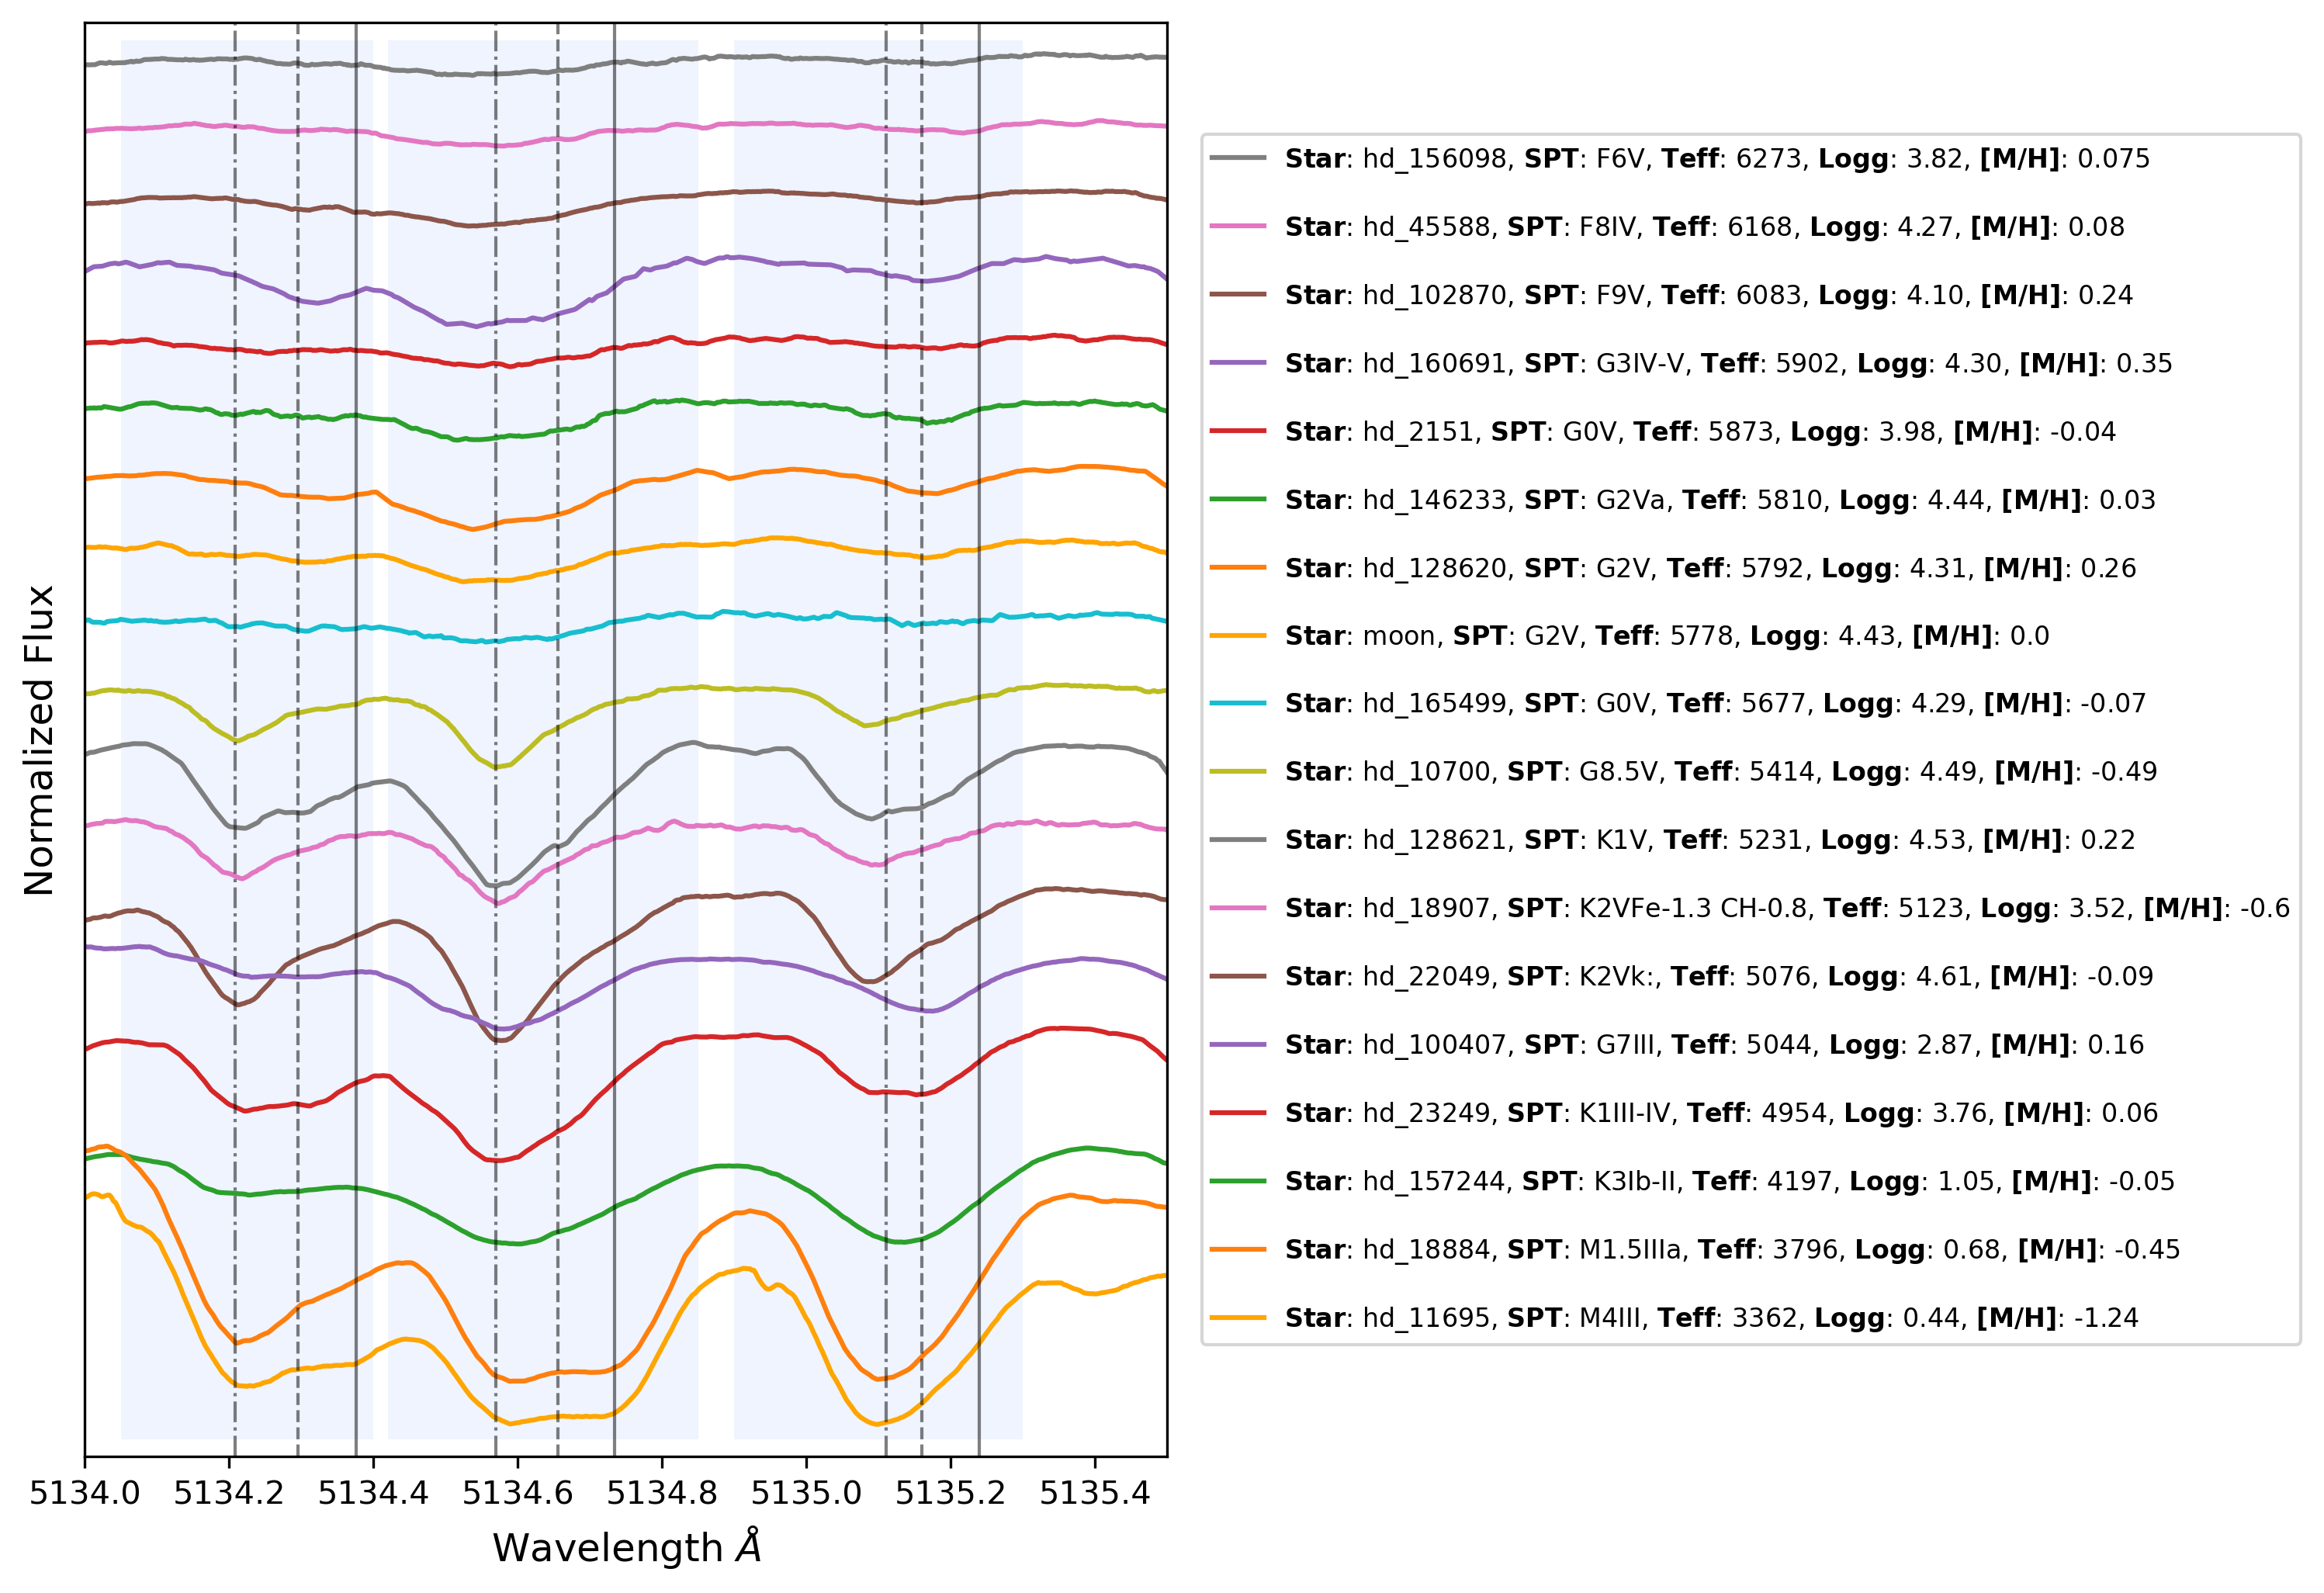 Normalized Flux
5134.0 5134.2 5134.4 5134.6 5134.8 5135.0 5135.2 5135.4
Wavelength Å
Star: hd_156098, SPT: F6V, Teff: 6273, Logg: 3.82, [M/H]: 0.075
Star: hd_45588, SPT: F8IV, Teff: 6168, Logg: 4.27, [M/H]: 0.08
Star: hd_102870, SPT: F9V, Teff: 6083, Logg: 4.10, [M/H]: 0.24
Star: hd_160691, SPT: G3IV-V, Teff: 5902, Logg: 4.30, [M/H]: 0.35
Star: hd_2151, SPT: G0V, Teff: 5873, Logg: 3.98, [M/H]: -0.04
Star: hd_146233, SPT: G2Va, Teff: 5810, Logg: 4.44, [M/H]: 0.03
Star: hd_128620, SPT: G2V, Teff: 5792, Logg: 4.31, [M/H]: 0.26
Star: moon, SPT: G2V, Teff: 5778, Logg: 4.43, [M/H]: 0.0
Star: hd_165499, SPT: G0V, Teff: 5677, Logg: 4.29, [M/H]: -0.07
Star: hd_10700, SPT: G8.5V, Teff: 5414, Logg: 4.49, [M/H]: -0.49
Star: hd_128621, SPT: K1V, Teff: 5231, Logg: 4.53, [M/H]: 0.22
Star: hd_18907, SPT: K2VFe-1.3 CH-0.8, Teff: 5123, Logg: 3.52, [M/H]: -0.6
Star: hd_22049, SPT: K2Vk:, Teff: 5076, Logg: 4.61, [M/H]: -0.09
Star: hd_100407, SPT: G7III, Teff: 5044, Logg: 2.87, [M/H]: 0.16
Star: hd_23249, SPT: K1III-IV, Teff: 4954, Logg: 3.76, [M/H]: 0.06
Star: hd_157244, SPT: K3Ib-II, Teff: 4197, Logg: 1.05, [M/H]: -0.05
Star: hd_18884, SPT: M1.5IIIa, Teff: 3796, Logg: 0.68, [M/H]: -0.45
Star: hd_11695, SPT: M4III, Teff: 3362, Logg: 0.44, [M/H]: -1.24